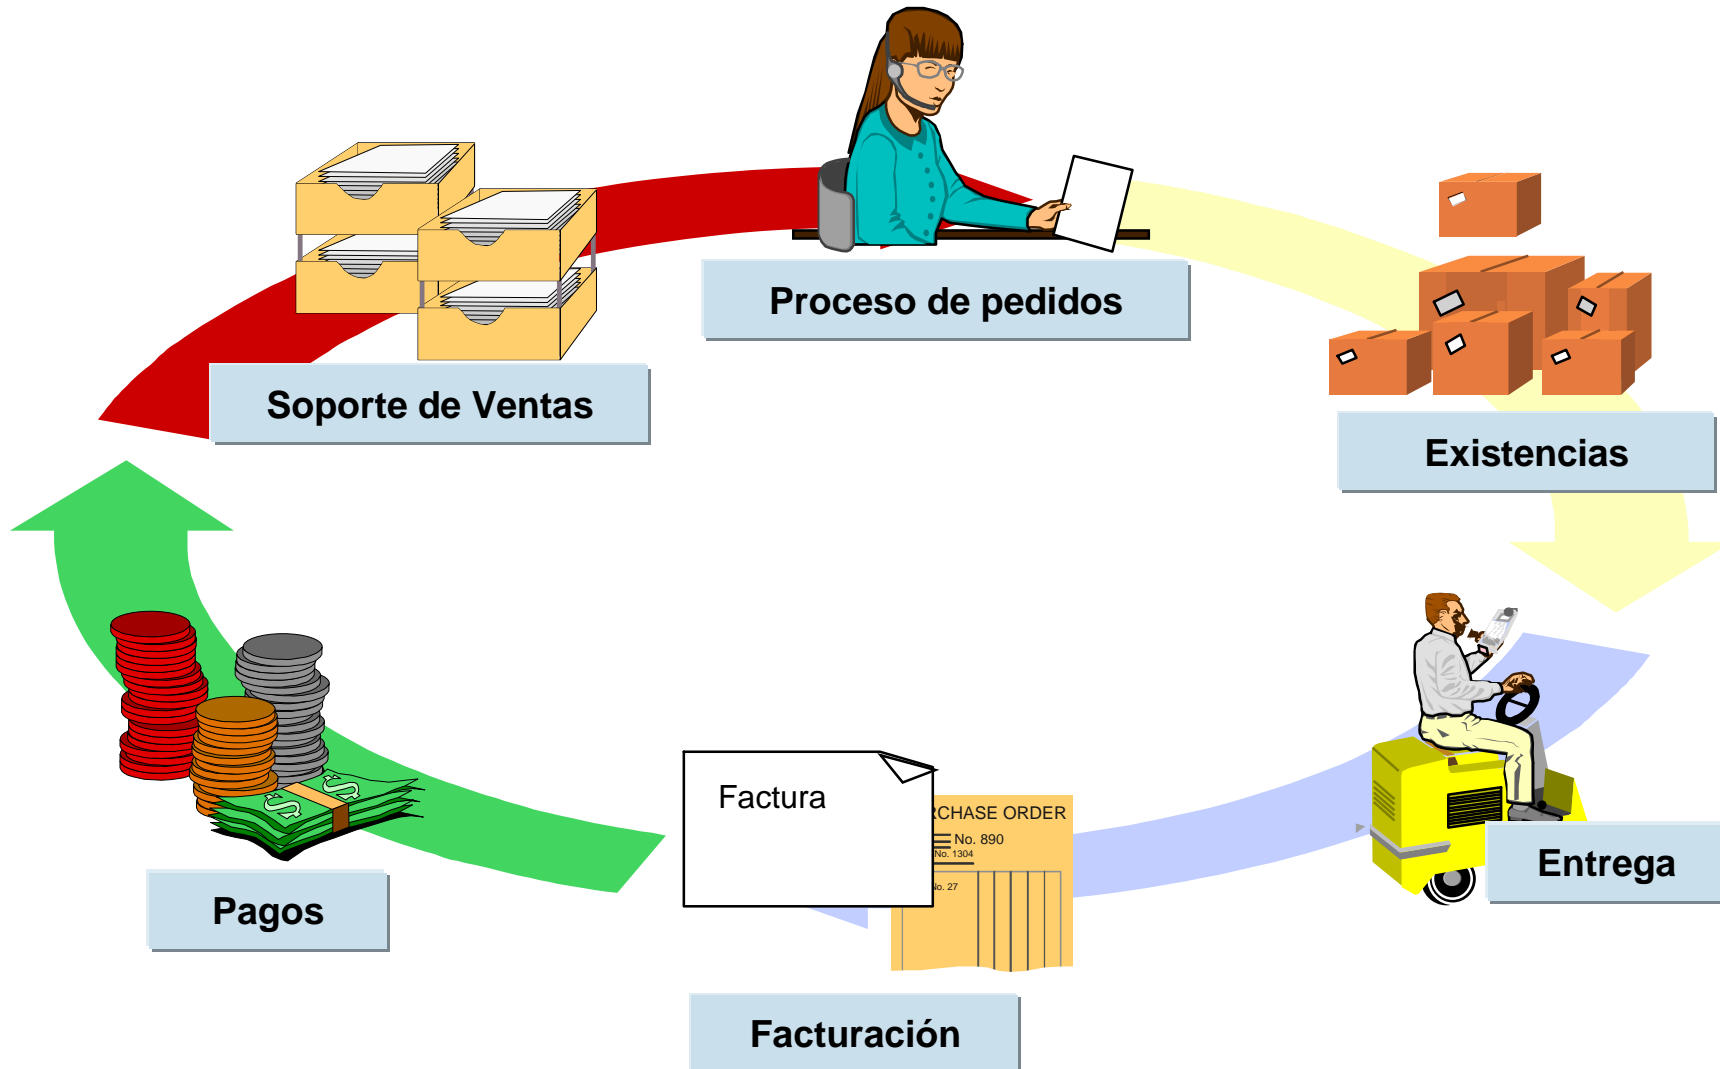 Proceso de pedidos
Soporte de Ventas
Existencias
Factura
RCHASE ORDER
No. 890
No. 1304
No. 27
Entrega
Pagos
Facturación